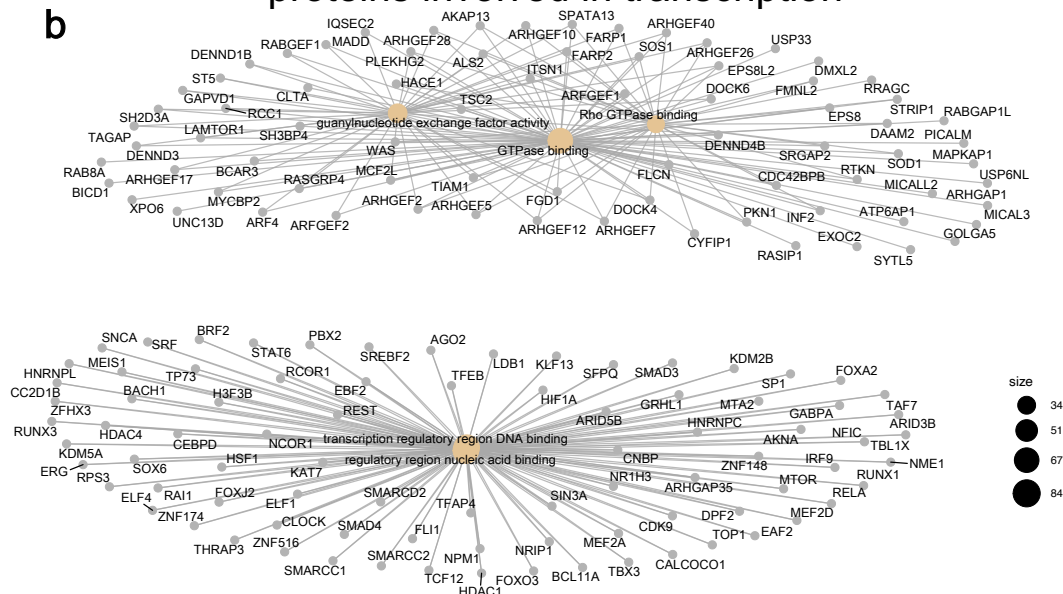 proteins involved in transcription
b
IQSEC2
AKAP13
SPATA13
ARHGEF40
RABGEF1
MADD
ARHGEF28
ARHGEF10
FARP1
SOS1
USP33
DENND1B
PLEKHG2
ALS2
FARP2
ARHGEF26
ST5
HACE1
ITSN1
EPS8L2
DMXL2
GAPVD1
CLTA
TSC2
ARFGEF1
DOCK6
FMNL2
RRAGC
SH2D3A
RRC1
guanylnucleotide exchange factor activity
Rho GTPase binding
EPS8
STRIP1
RABGAP1L
TAGAP
LAMTOR1
SH3BP4
DAAM2
PICALM
DENND3
WAS
GTPase binding
DENND4B
SRGAP2
SOD1
MAPKAP1
RAB8A
ARHGEF17
BCAR3
MCF2L
FLCN
CDC42BPB
RTKN
USP6NL
BICD1
RASGRP4
TIAM1
MICALL2
ARHGAP1
XPO6
MYCBP2
ARHGEF2
ARHGEF5
FGD1
DOCK4
PKN1
INF2
ATP6AP1
MICAL3
UNC13D
ARF4
ARFGEF2
ARHGEF12
ARHGEF7
CYFIP1
EXOC2
GOLGA5
RASIP1
SYTL5
SNCA
SRF
BRF2
PBX2
AGO2
STAT6
SREBF2
LDB1
KLF13
KDM2B
HNRNPL
MEIS1
TP73
RCOR1
TFEB
SFPQ
SMAD3
SP1
FOXA2
CC2D1B
BACH1
H3F3B
EBF2
HIF1A
GRHL1
MTA2
TAF7
ZFHX3
REST
ARID5B
GABPA
ARID3B
RUNX3
HDAC4
CEBPD
NCOR1
transcription regulatory region DNA binding
HNRNPC
AKNA
NFIC
TBL1X
KDM5A
SOX6
HSF1
regulatory region nucleic acid binding
CNBP
ZNF148
IRF9
NME1
ERG
RPS3
KAT7
NR1H3
ARHGAP35
MTOR
RUNX1
ELF4
RAI1
FOXJ2
ELF1
SMARCD2
TFAP4
SIN3A
RELA
ZNF174
CLOCK
SMAD4
FLI1
CDK9
DPF2
MEF2D
THRAP3
ZNF516
SMARCC2
NPM1
NRIP1
MEF2A
TOP1
EAF2
SMARCC1
TCF12
HDAC1
FOXO3
BCL11A
TBX3
CALCOCO1
size
34
51
67
84